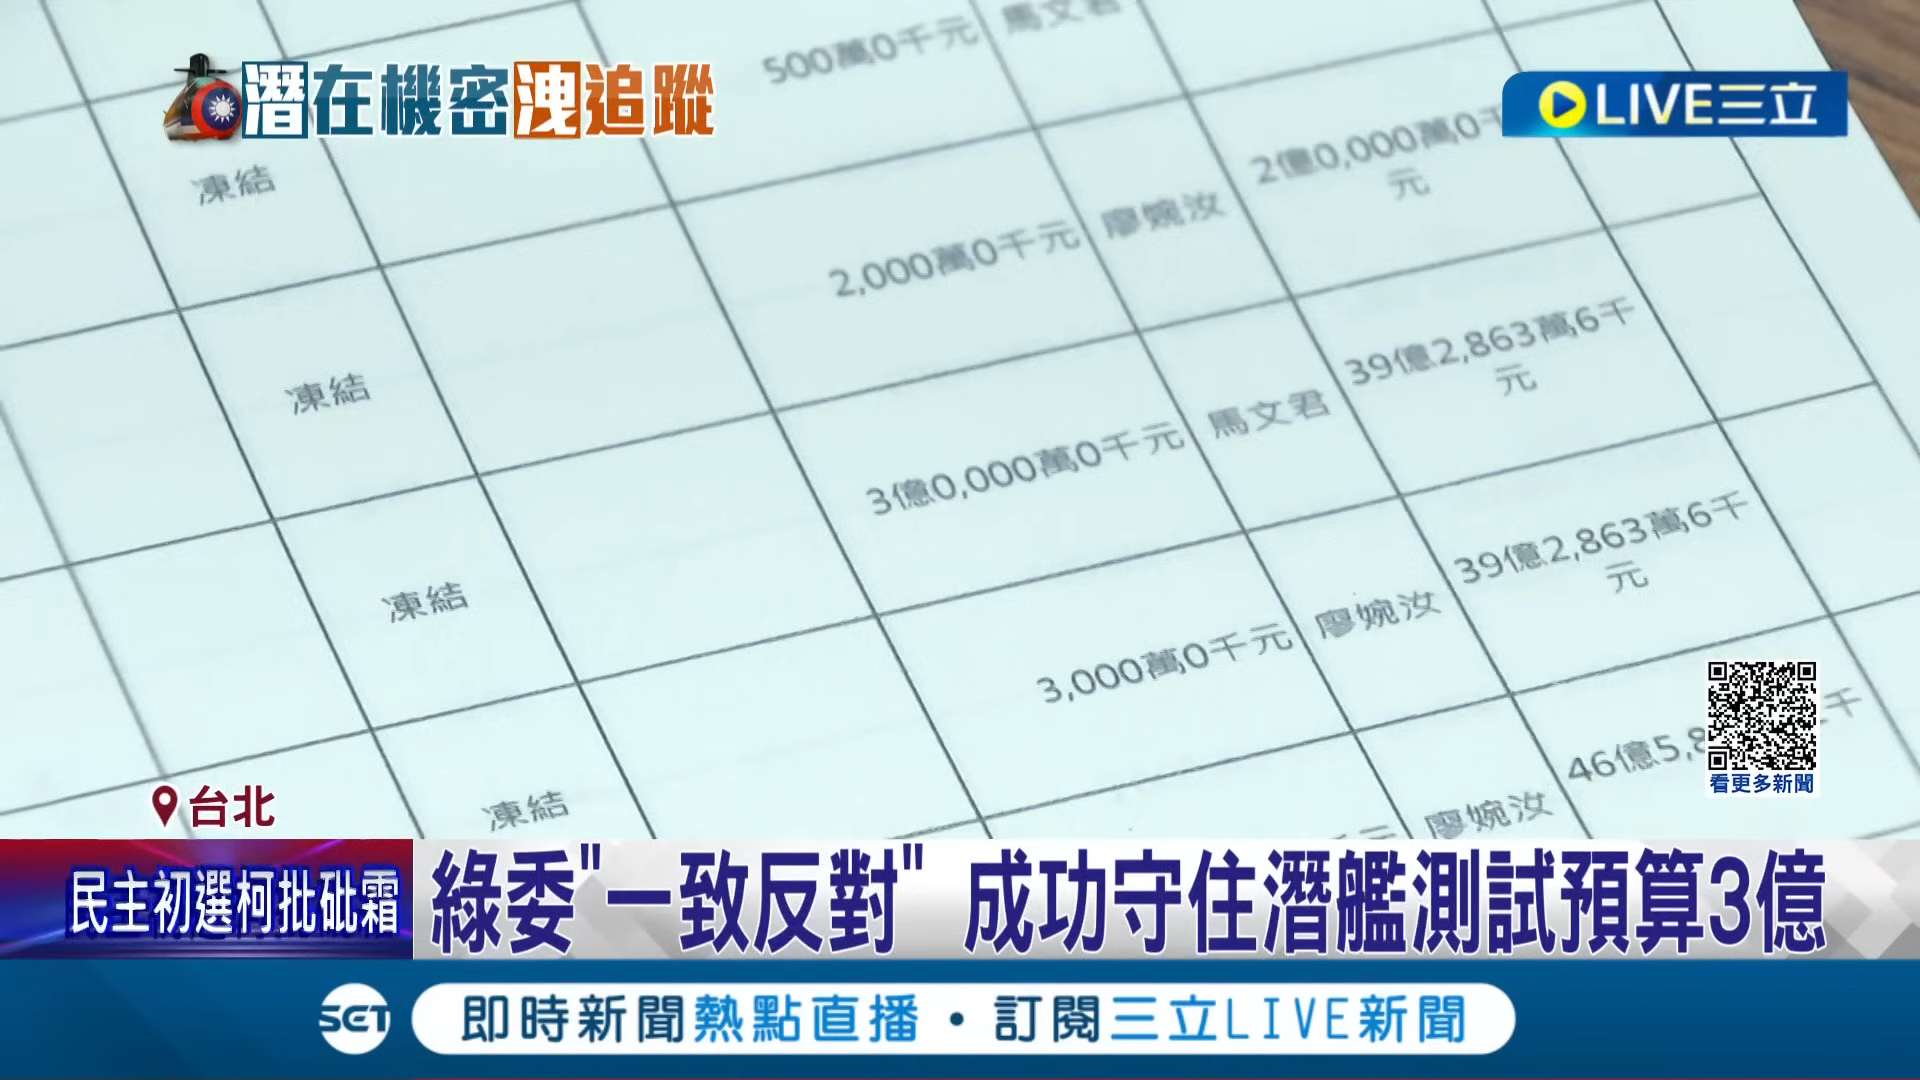 潛在機密洩追蹤
LIVE三立
500萬0千元
馬文君
凍結
2,000萬0千元
廖婉汝
2億0,000萬0千
元
凍結
3億0,000萬0千元
馬文君
39億2,863萬6千
元
凍結
3,000萬0千元
廖婉汝
39億2,863萬6千
元
凍結
千元
廖婉汝
46億5,8
千
看更多新聞
台北
民主初選柯批砒霜
綠委"一致反對" 成功守住潛艦測試預算3億
SET
即時新聞熱點直播・訂閱三立LIVE新聞